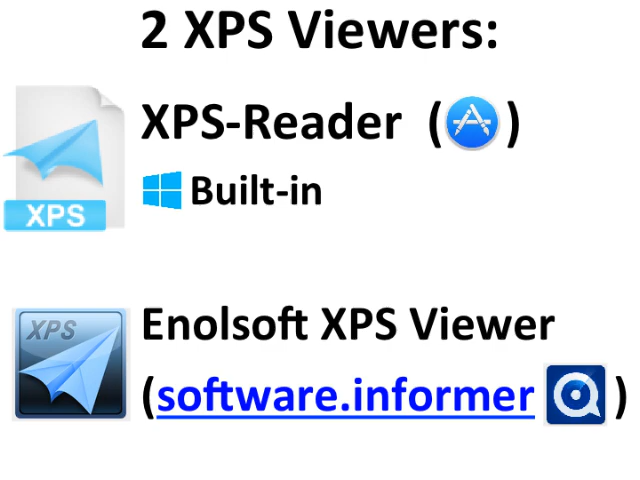 2 XPS Viewers:
XPS-Reader ( )
XPS
Built-in
XPS
Enolsoft XPS Viewer
(software.informer )